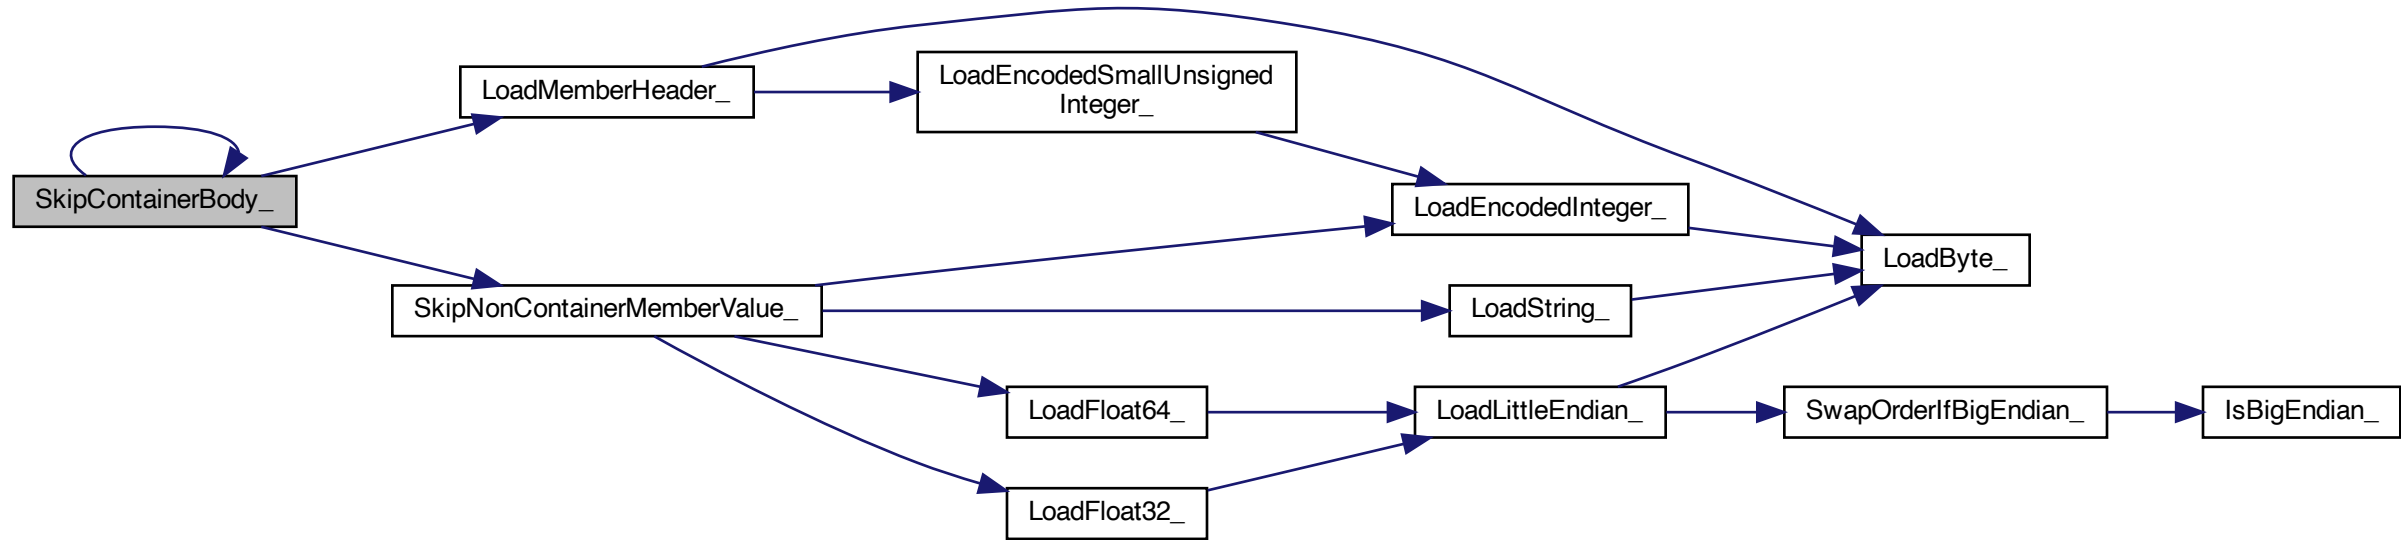 SkipContainerBody_
LoadMemberHeader_
LoadEncodedSmallUnsigned
Integer_
LoadEncodedInteger_
LoadByte_
SkipNonContainerMemberValue_
LoadString_
LoadFloat64_
LoadLittleEndian_
SwapOrderIfBigEndian_
IsBigEndian_
LoadFloat32_